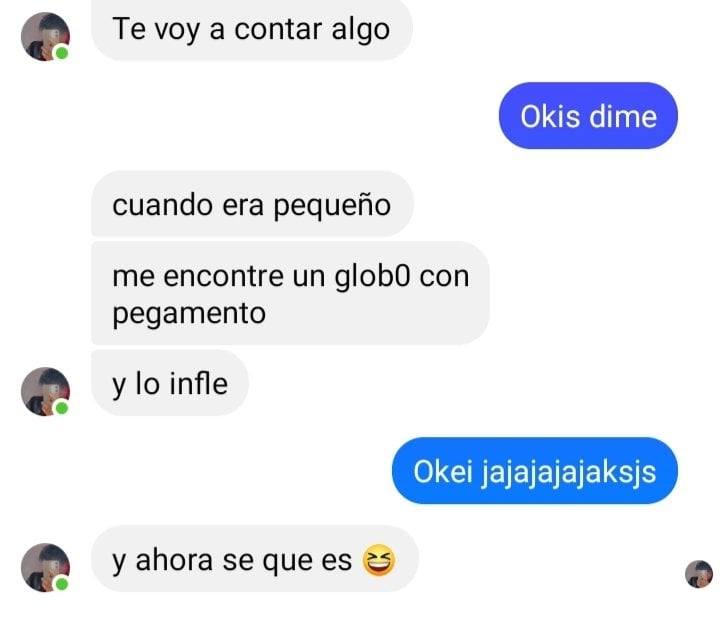 Te voy a contar algo
Okis dime
cuando era pequeño
me encontre un glob0 con
pegamento
y lo infle
Okei jajajajajaksjs
y ahora se que es 😆